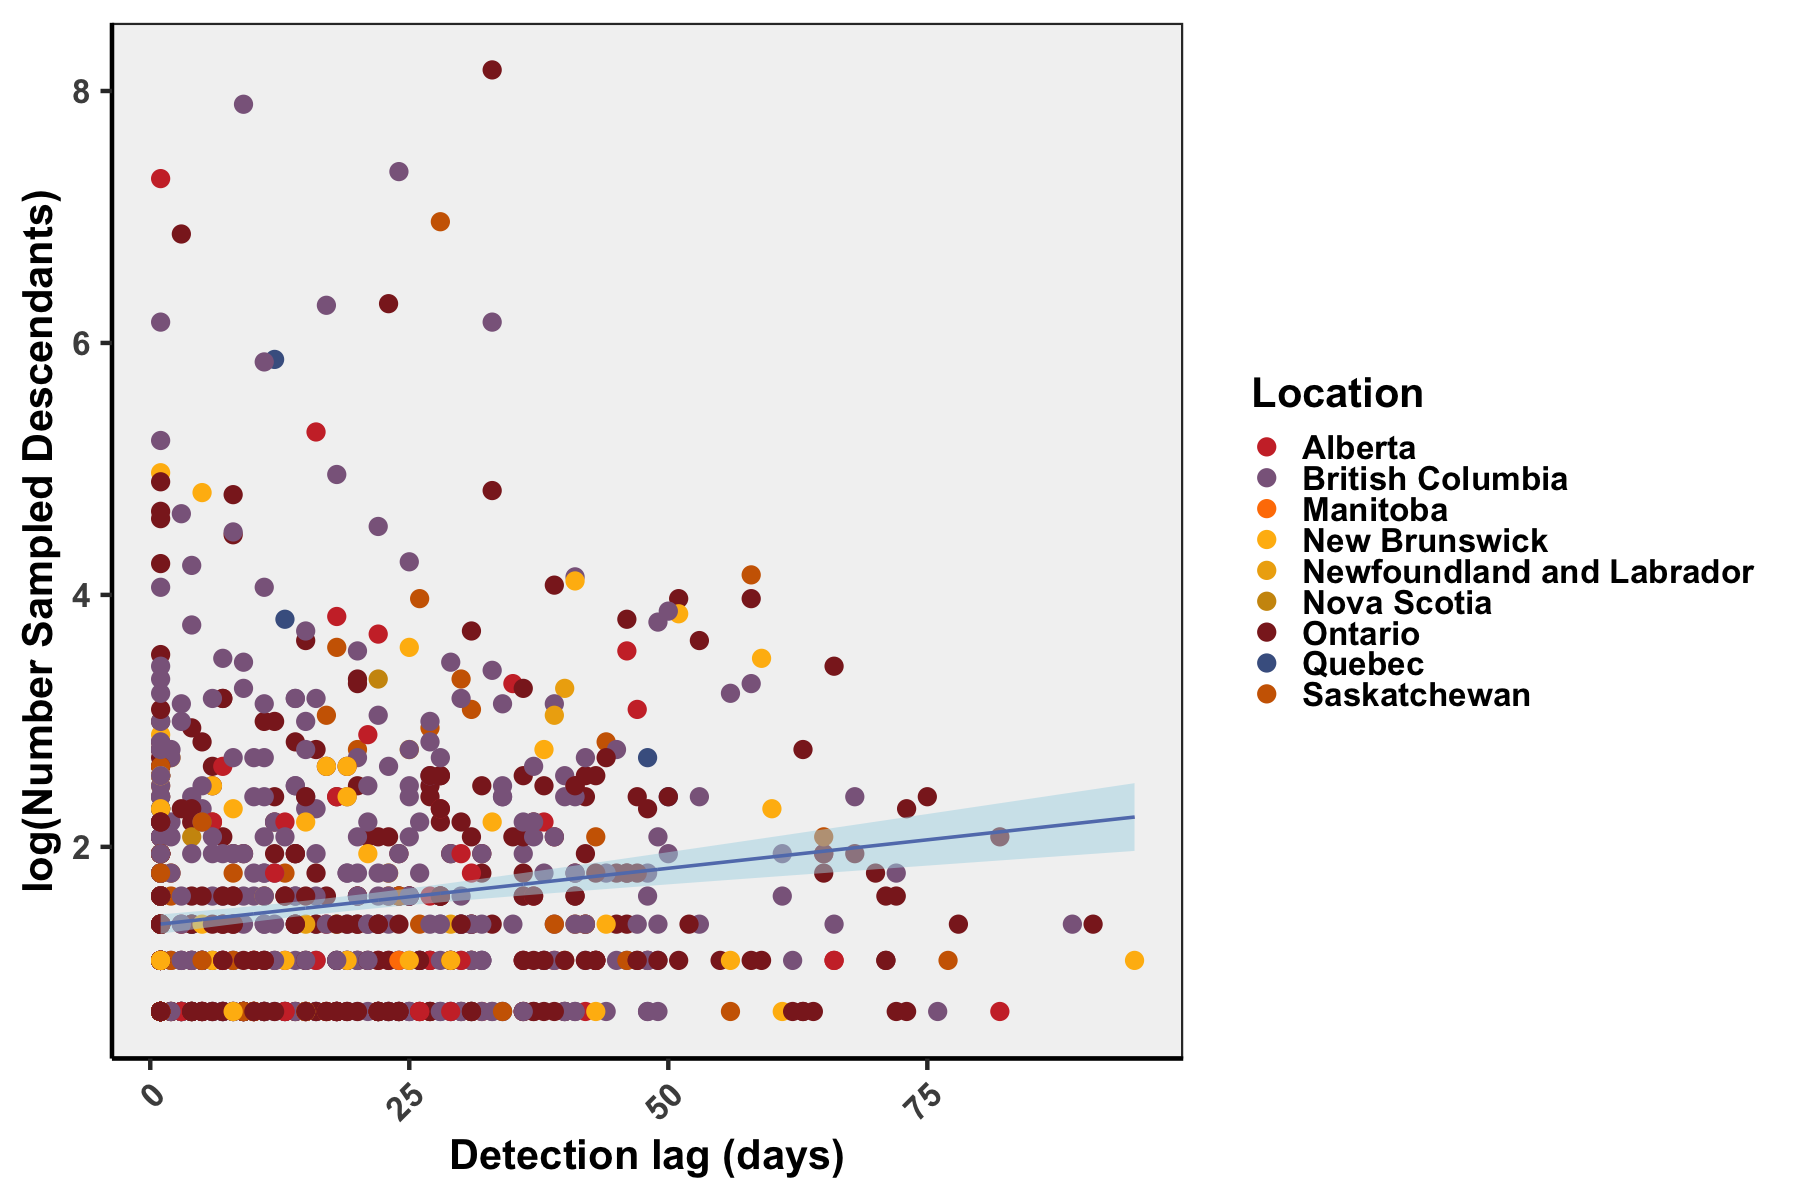 log(Number Sampled Descendants)
8
6
4
2
0
25
50
75
Detection lag (days)
Location
Alberta
British Columbia
Manitoba
New Brunswick
Newfoundland and Labrador
Nova Scotia
Ontario
Quebec
Saskatchewan